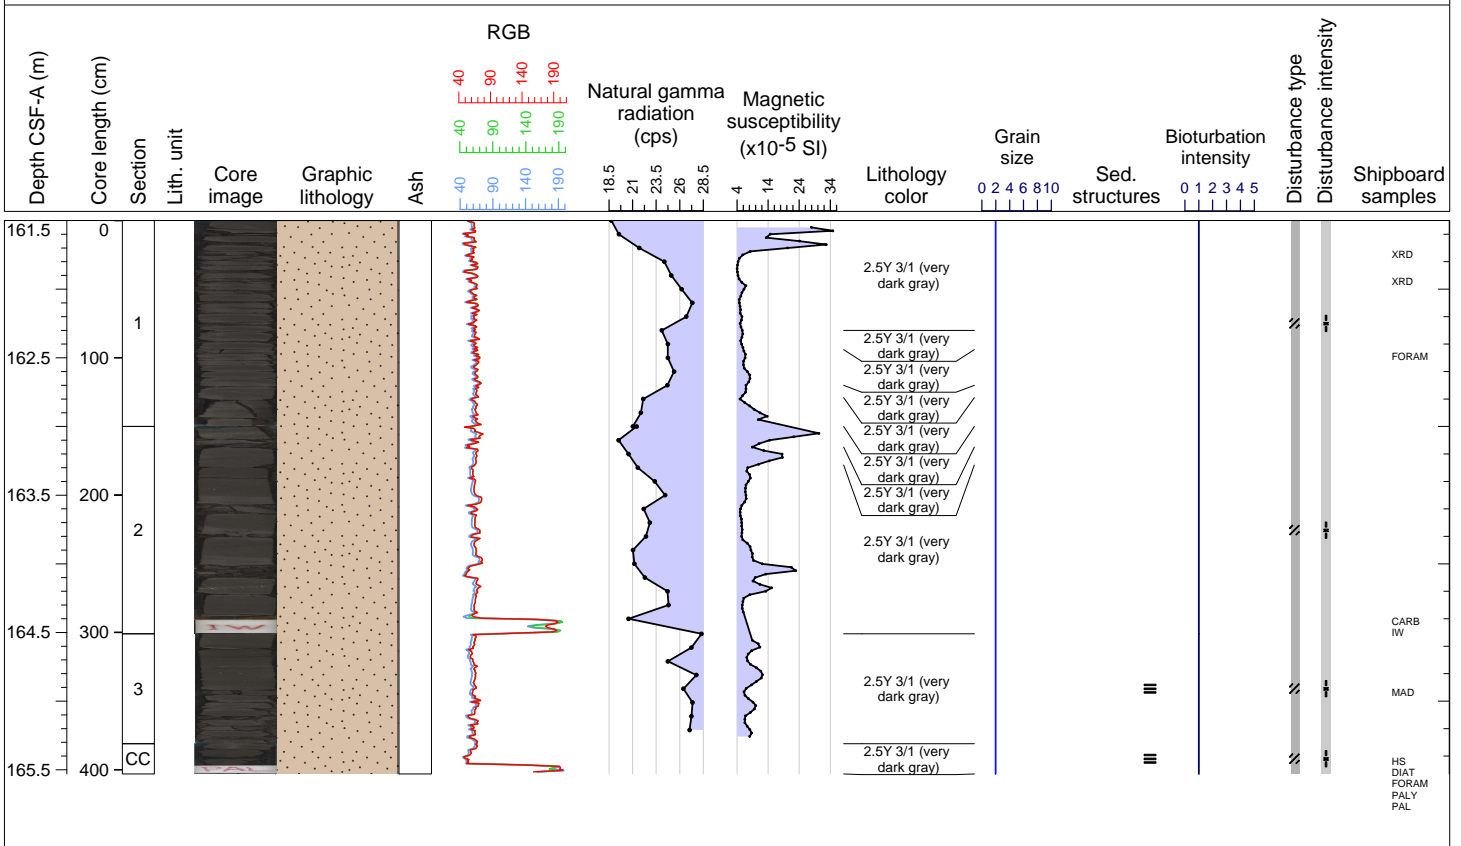 Depth CSF-A (m)
Core length (cm)
Section
Lith. unit
Core
image
Graphic
lithology
Ash
RGB
40 90 140 190
40 90 140 190
40 90 140 190
Natural gamma
radiation
(cps)
18.5 21 23.5 26 28.5
Magnetic
susceptibility
(x10-5 SI)
4 14 24 34
Lithology
color
Grain
size
0 2 4 6 8 10
Sed.
structures
Bioturbation
intensity
0 1 2 3 4 5
Disturbance type
Disturbance intensity
Shipboard
samples
161.5
162.5
163.5
164.5
165.5
0
100
200
300
400
1
2
3
CC
IW
PAL
2.5Y 3/1 (very
dark gray)
2.5Y 3/1 (very
dark gray)
2.5Y 3/1 (very
dark gray)
2.5Y 3/1 (very
dark gray)
2.5Y 3/1 (very
dark gray)
2.5Y 3/1 (very
dark gray)
2.5Y 3/1 (very
dark gray)
2.5Y 3/1 (very
dark gray)
2.5Y 3/1 (very
dark gray)
2.5Y 3/1 (very
dark gray)
XRD
XRD
FORAM
CARB
IW
MAD
HS
DIAT
FORAM
PALY
PAL